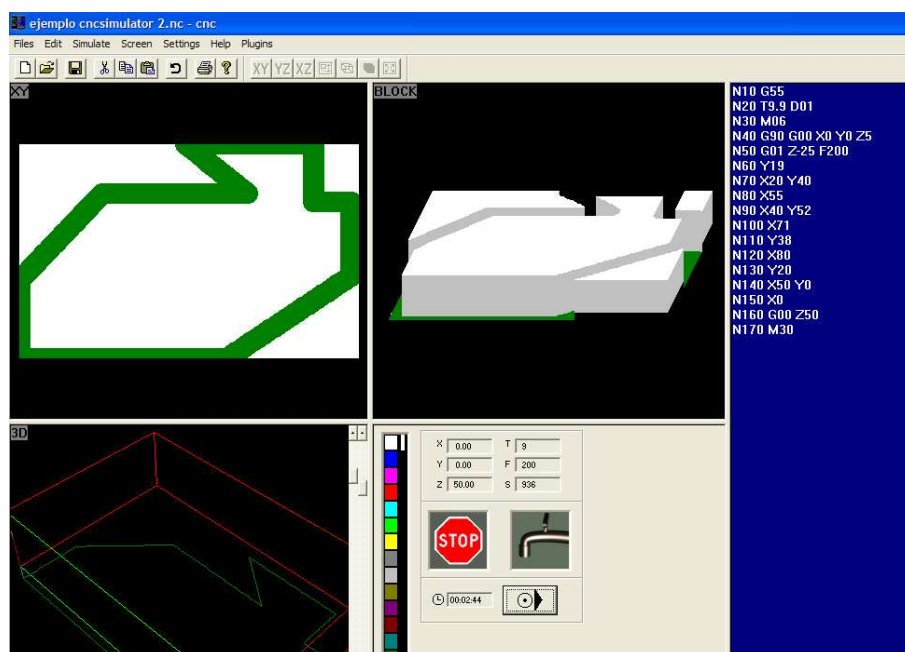 ejemplo cncsimulator 2.nc - cnc
Files Edit Simulate Screen Settings Help Plugins
XY YZ XZ
XY
BLOCK
N10 G55
N20 T9.9 D01
N30 M06
N40 G90 G00 X0 Y0 Z5
N50 G01 Z-25 F200
N60 Y19
N70 X20 Y40
N80 X55
N90 X40 Y52
N100 X71
N110 Y38
N120 X80
N130 Y20
N140 X50 Y0
N150 X0
N160 G00 Z50
N170 M30
3D
X 0.00 T 9
Y 0.00 F 200
Z 50.00 S 936
STOP
00:02:44